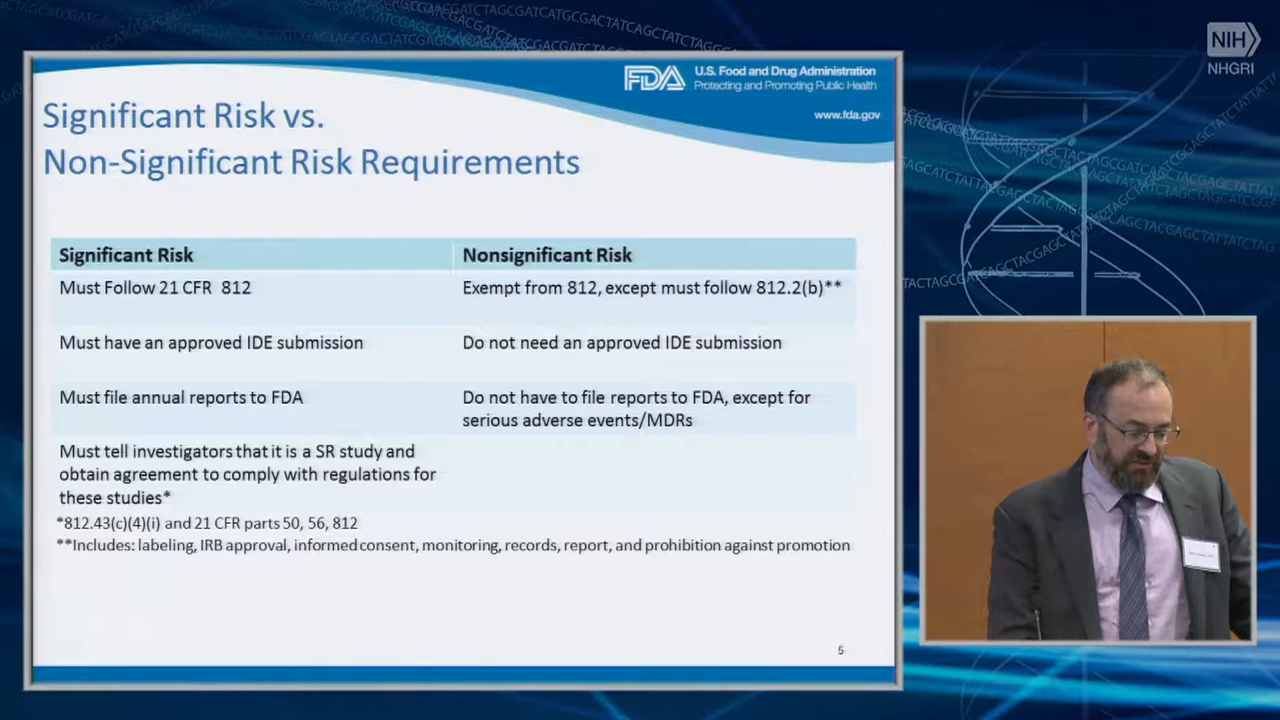 NIH
NHGRI
FDA
U.S. Food and Drug Administration
Protecting and Promoting Public Health
www.fda.gov
Significant Risk vs.
Non-Significant Risk Requirements
Significant Risk
Nonsignificant Risk
Must Follow 21 CFR 812
Exempt from 812, except must follow 812.2(b)**
Must have an approved IDE submission
Do not need an approved IDE submission
Must file annual reports to FDA
Do not have to file reports to FDA, except for
serious adverse events/MDRs
Must tell investigators that it is a SR study and
obtain agreement to comply with regulations for
these studies*
*812.43(c)(4)(i) and 21 CFR parts 50, 56, 812
**Includes: labeling, IRB approval, informed consent, monitoring, records, report, and prohibition against promotion
5